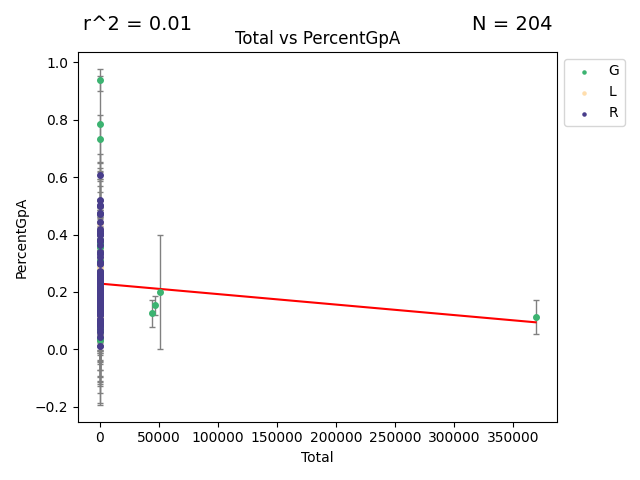 r^2 = 0.01
N = 204
Total vs PercentGpA
G
L
R
PercentGpA
1.0
0.8
0.6
0.4
0.2
0.0
−0.2
0
50000
100000
150000
200000
250000
300000
350000
Total